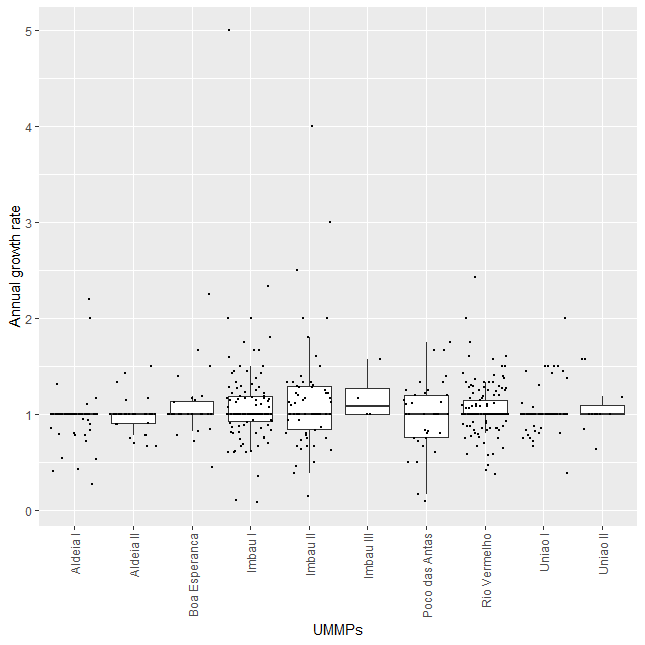 5
4
3
2
1
0
Annual growth rate
Aldeia I
Aldeia II
Boa Esperanca
Imbau I
Imbau II
Imbau III
Poco das Antas
Rio Vermelho
Uniao I
Uniao II
UMMPs